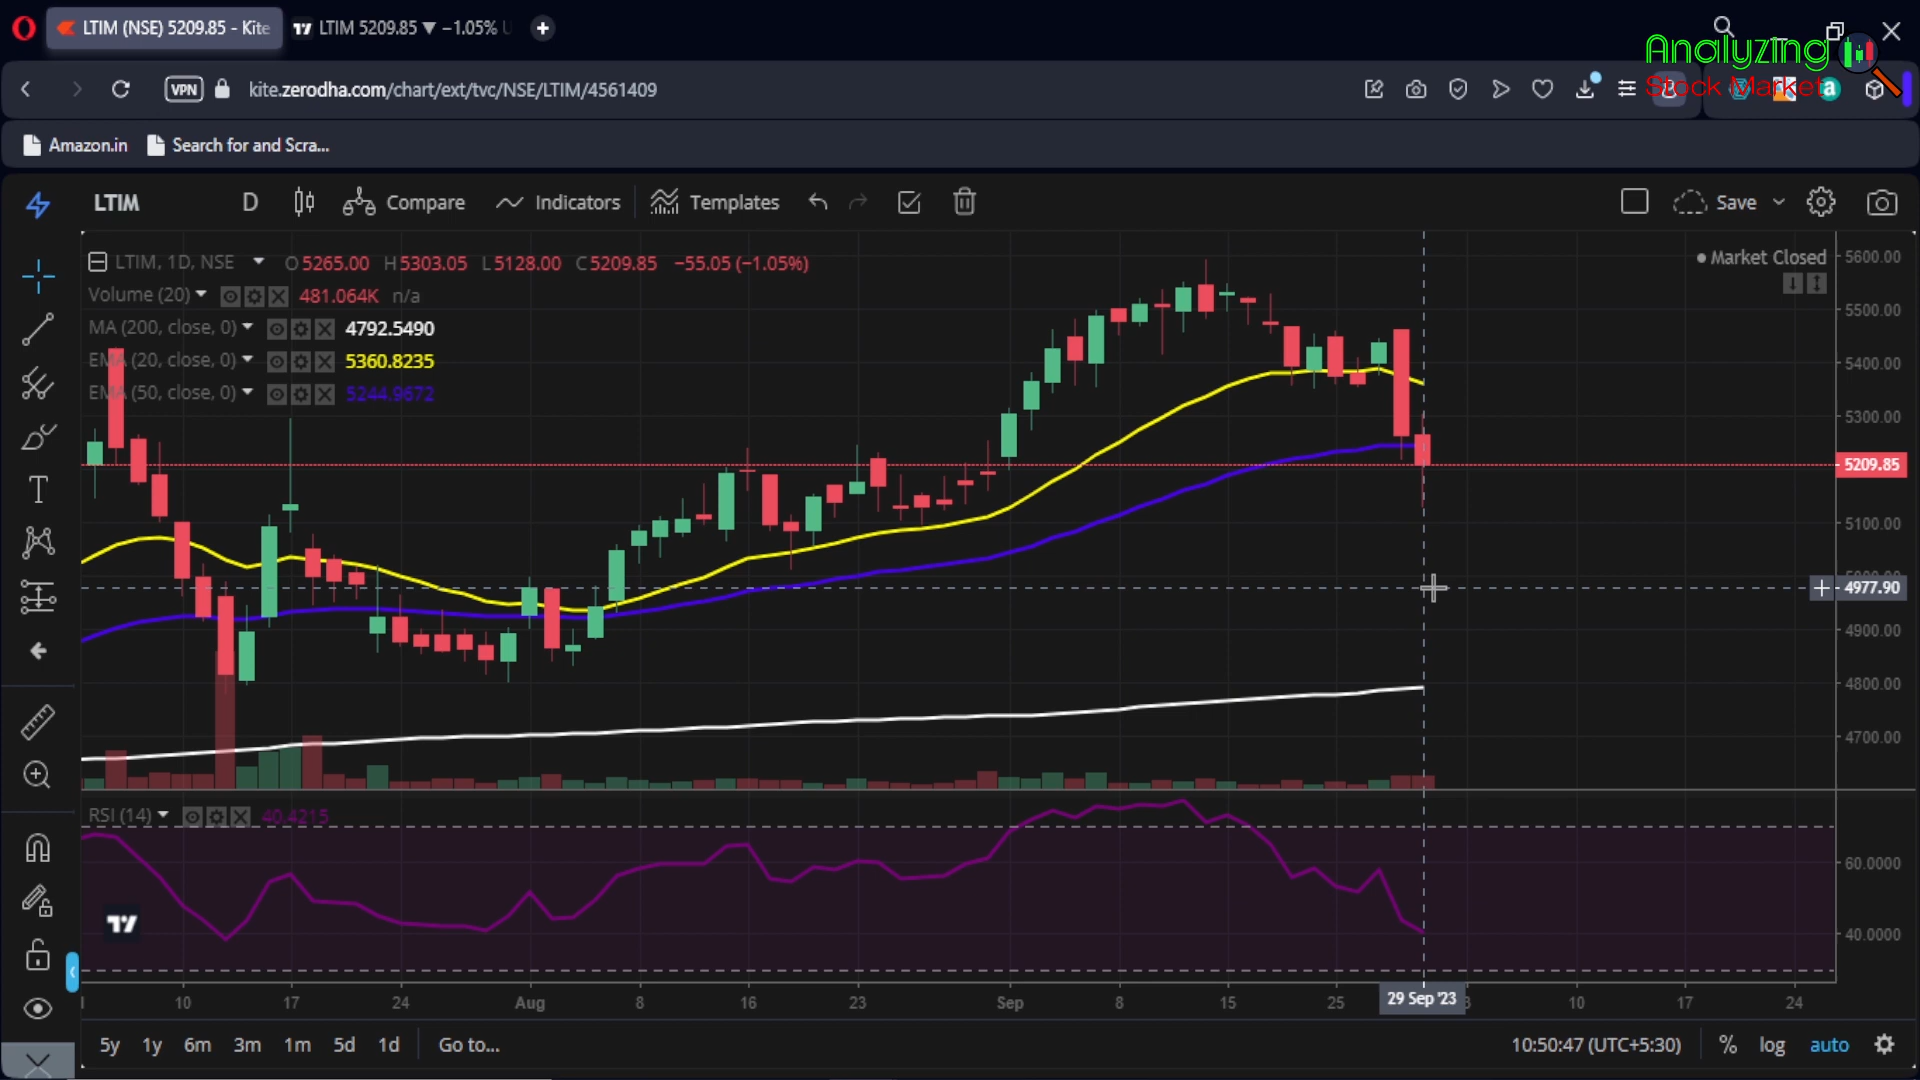 LTIM (NSE) 5209.85 - Kite
LTIM 5209.85 ▼ −1.05% U
Analyzing
Stock Market
VPN
kite.zerodha.com/chart/ext/tvc/NSE/LTIM/4561409
Amazon.in
Search for and Scra...
LTIM
D
Compare
Indicators
Templates
Save
LTIM, 1D, NSE O5265.00 H5303.05 L5128.00 C5209.85 −55.05 (−1.05%)
Market Closed
Volume (20) 481.064K n/a
MA (200, close, 0) 4792.5490
EMA (20, close, 0) 5360.8235
EMA (50, close, 0) 5244.9672
5600.00
5500.00
5400.00
5300.00
5209.85
5100.00
4977.90
4900.00
4800.00
4700.00
RSI (14) 40.4215
60.0000
40.0000
10 17 24 Aug 8 16 23 Sep 8 15 25 29 Sep '23 3 10 17 24
5y 1y 6m 3m 1m 5d 1d Go to...
10:50:47 (UTC+5:30) % log auto